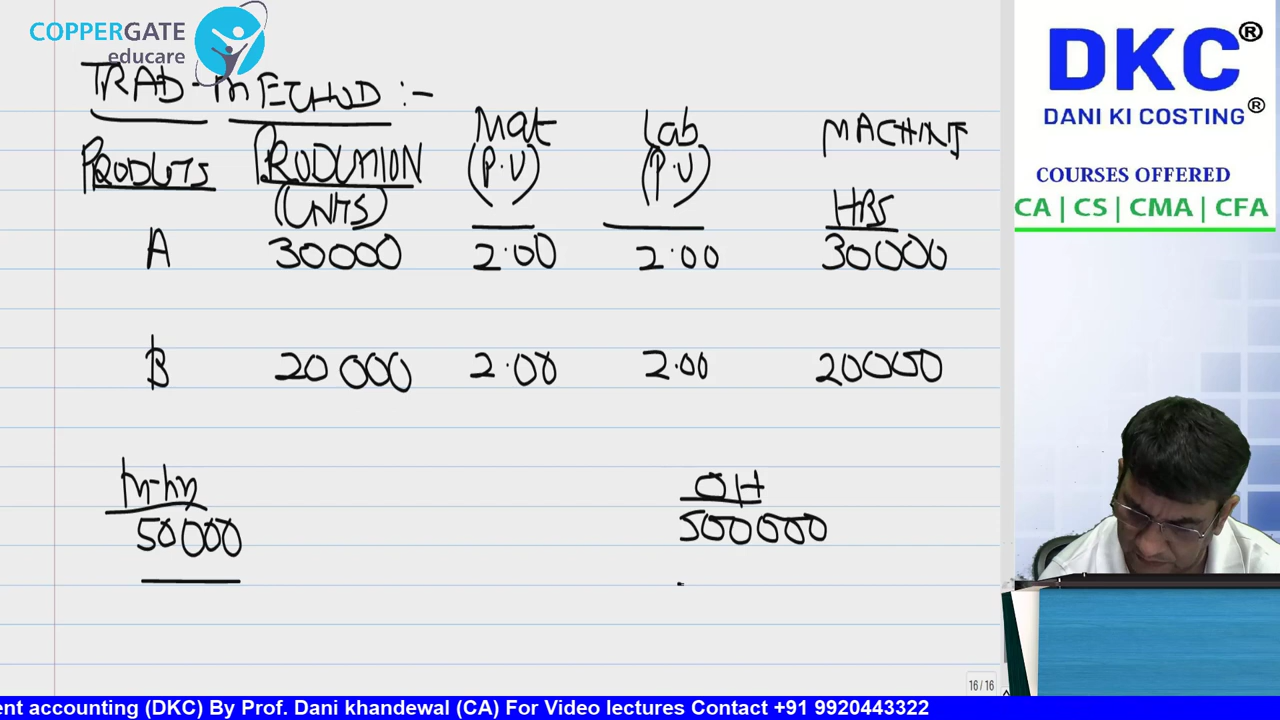 COPPERGATE
educare
TRAD-METHOD :-
PRODUCTS PRODUCTION (UNITS) Mat (P.U) Lab (P.U) MACHINE HRS
A 30000 2.00 2.00 30000
B 20000 2.00 2.00 20000
M-hrs OH
50000 500000
16/16
DKC®
DANI KI COSTING®
COURSES OFFERED
CA | CS | CMA | CFA
ent accounting (DKC) By Prof. Dani khandewal (CA) For Video lectures Contact +91 9920443322